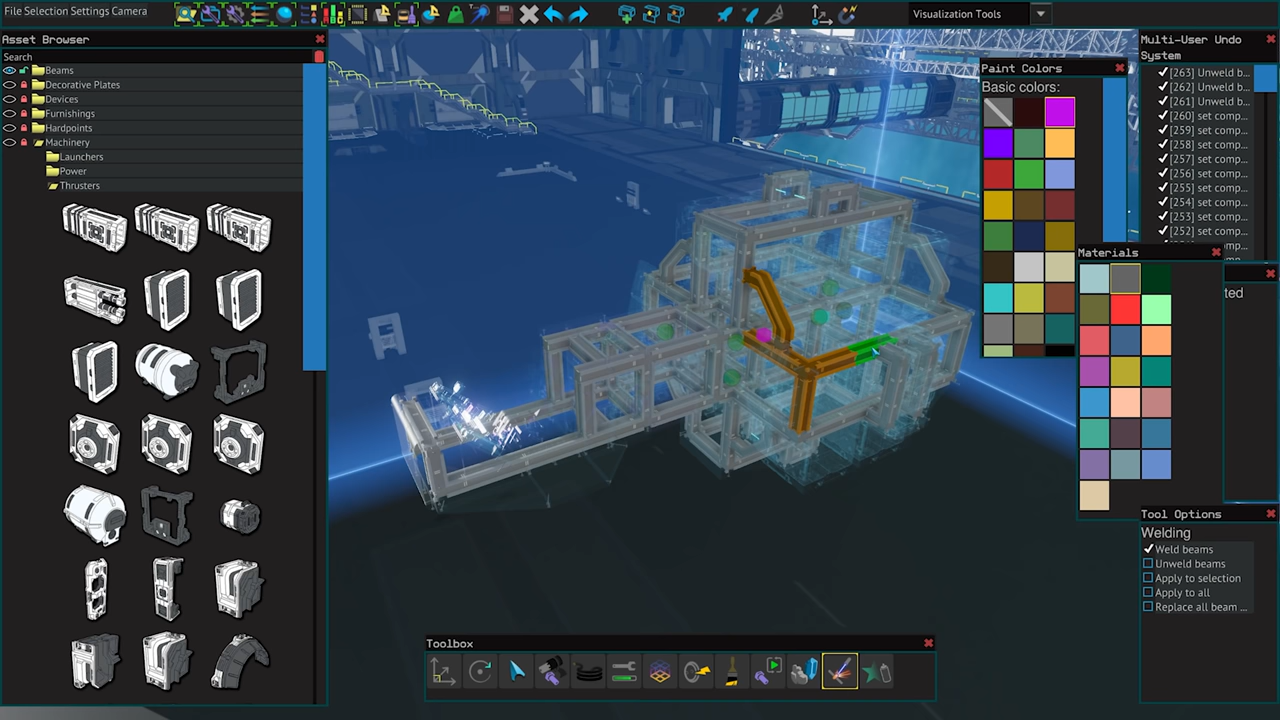 File Selection Settings Camera
Visualization Tools
Asset Browser
Search
Beams
Decorative Plates
Devices
Furnishings
Hardpoints
Machinery
Launchers
Power
Thrusters
Paint Colors
Basic colors:
Multi-User Undo
System
[263] Unweld b...
[262] Unweld b...
[261] Unweld b...
[260] set comp...
[259] set comp...
[258] set comp...
[257] set comp...
[256] set comp...
[255] set comp...
[254] set comp...
[253] set comp...
[252] set comp...
Materials
ted
Tool Options
Welding
Weld beams
Unweld beams
Apply to selection
Apply to all
Replace all beam ...
Toolbox